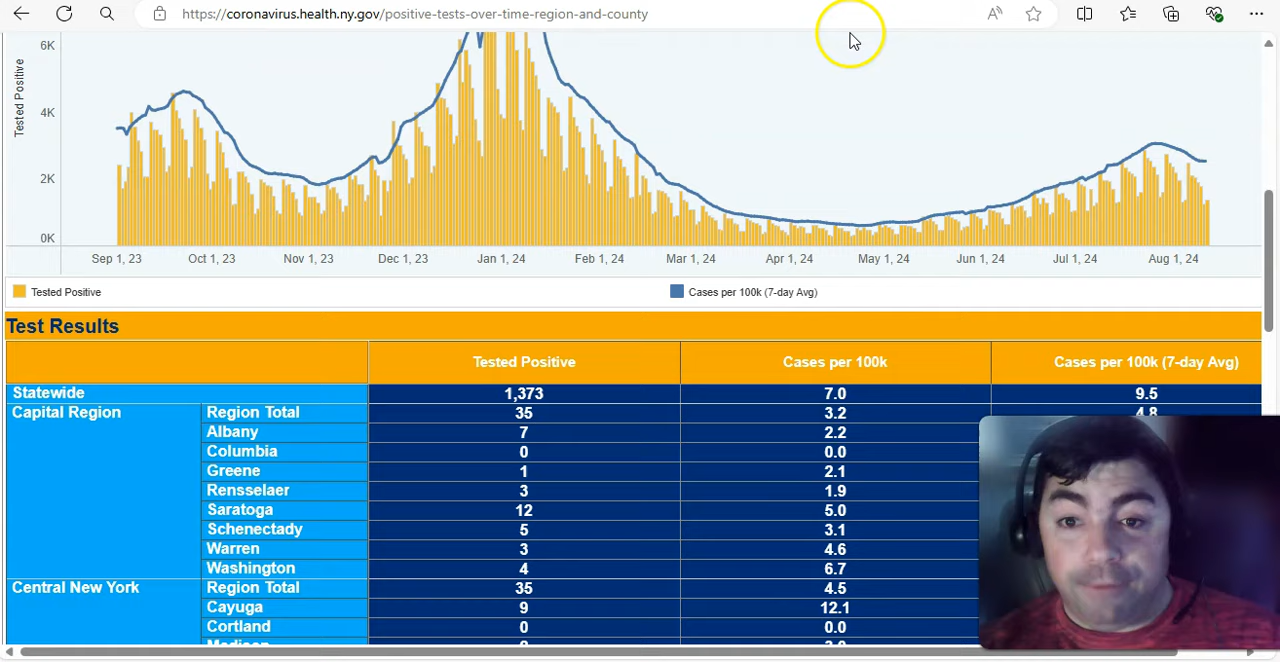 https://coronavirus.health.ny.gov/positive-tests-over-time-region-and-county
6K
4K
2K
0K
Tested Positive
Sep 1, 23 Oct 1, 23 Nov 1, 23 Dec 1, 23 Jan 1, 24 Feb 1, 24 Mar 1, 24 Apr 1, 24 May 1, 24 Jun 1, 24 Jul 1, 24 Aug 1, 24
Tested Positive Cases per 100k (7-day Avg)
Test Results
Tested Positive Cases per 100k Cases per 100k (7-day Avg)
Statewide 1,373 7.0 9.5
Capital Region Region Total 35 3.2 4.8
Albany 7 2.2
Columbia 0 0.0
Greene 1 2.1
Rensselaer 3 1.9
Saratoga 12 5.0
Schenectady 5 3.1
Warren 3 4.6
Washington 4 6.7
Central New York Region Total 35 4.5
Cayuga 9 12.1
Cortland 0 0.0